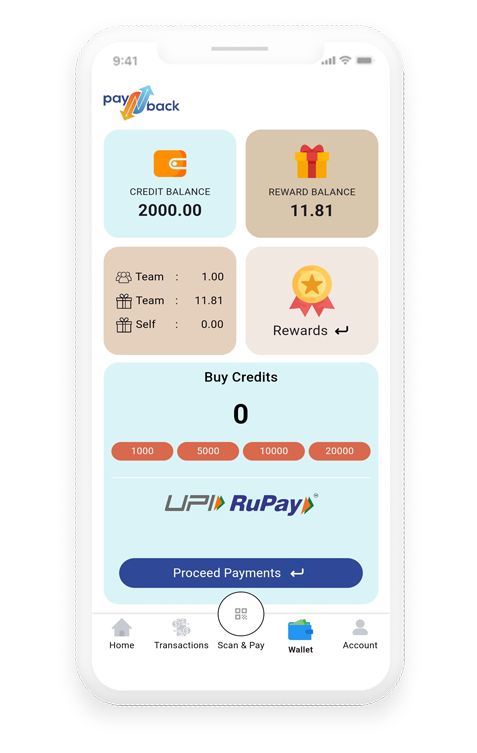 9:41
pay back
CREDIT BALANCE
2000.00
REWARD BALANCE
11.81
Team : 1.00
Team : 11.81
Self : 0.00
Rewards
Buy Credits
0
1000 5000 10000 20000
UPI RuPay
Proceed Payments
Home Transactions Scan & Pay Wallet Account